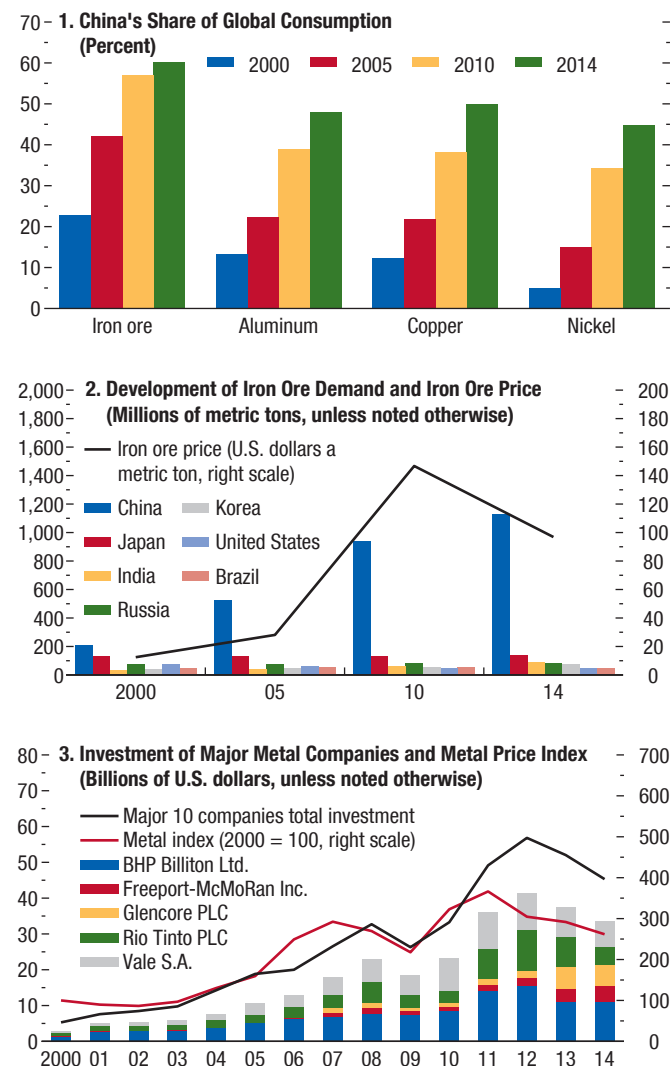 1. China's Share of Global Consumption
(Percent)
2000 2005 2010 2014
70
60
50
40
30
20
10
0
Iron ore Aluminum Copper Nickel
2. Development of Iron Ore Demand and Iron Ore Price
(Millions of metric tons, unless noted otherwise)
Iron ore price (U.S. dollars a
metric ton, right scale)
China Korea
Japan United States
India Brazil
Russia
2,000 200
1,800 180
1,600 160
1,400 140
1,200 120
1,000 100
800 80
600 60
400 40
200 20
0 0
2000 05 10 14
3. Investment of Major Metal Companies and Metal Price Index
(Billions of U.S. dollars, unless noted otherwise)
Major 10 companies total investment
Metal index (2000 = 100, right scale)
BHP Billiton Ltd.
Freeport-McMoRan Inc.
Glencore PLC
Rio Tinto PLC
Vale S.A.
80 700
70 600
60 500
50 400
40 300
30 200
20 100
10 0
0
2000 01 02 03 04 05 06 07 08 09 10 11 12 13 14